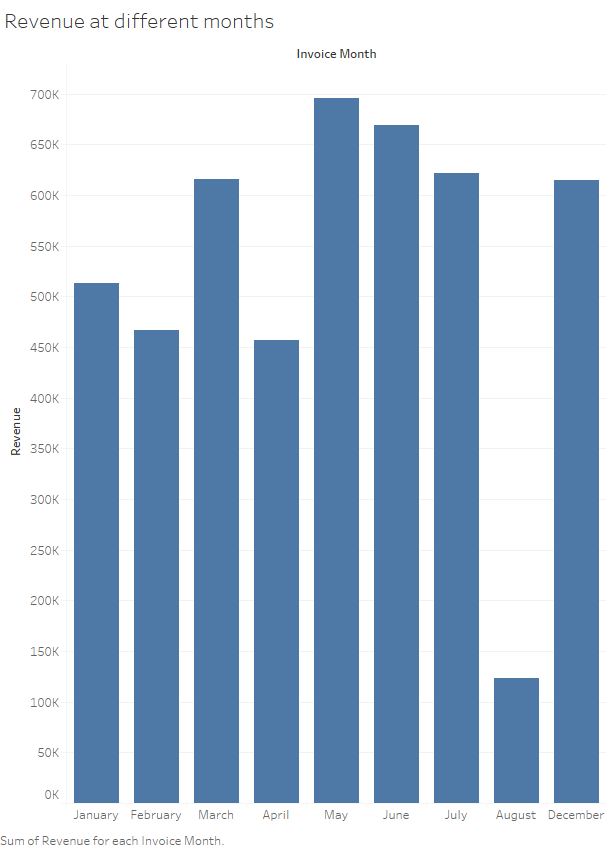 Revenue at different months
Invoice Month
700K
650K
600K
550K
500K
450K
400K
350K
300K
250K
200K
150K
100K
50K
0K
Revenue
January February March April May June July August December
Sum of Revenue for each Invoice Month.